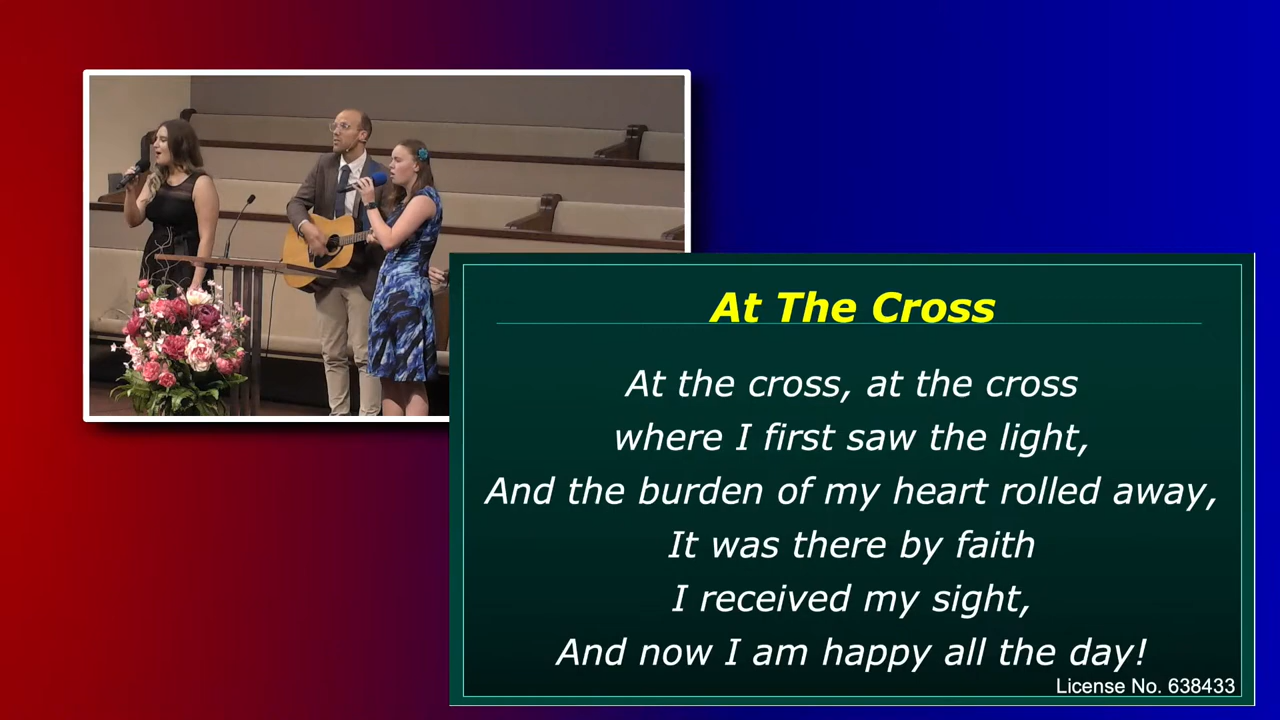 At The Cross
At the cross, at the cross
where I first saw the light,
And the burden of my heart rolled away,
It was there by faith
I received my sight,
And now I am happy all the day!
License No. 638433